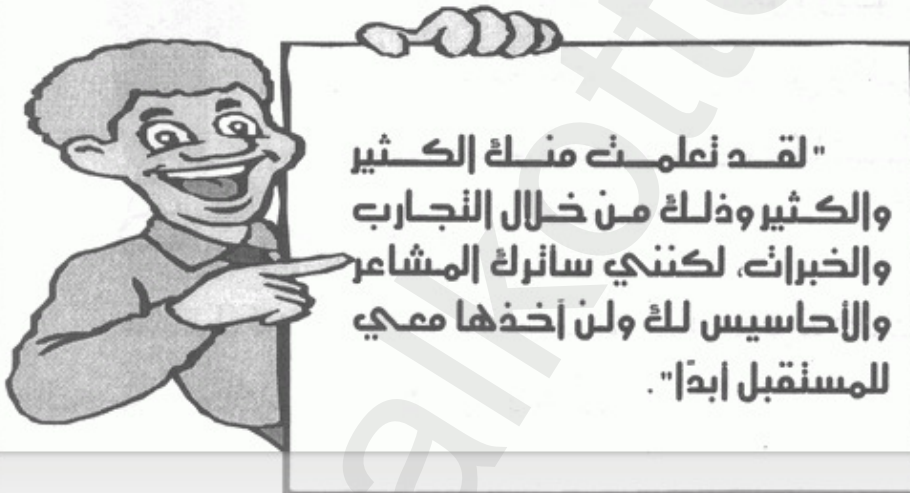 "لقد تعلمت منك الكثير
والكثير وذلك من خلال التجارب
والخبرات، لكنني سأترك المشاعر
والأحاسيس لك ولن آخذها معي
للمستقبل أبدًا".